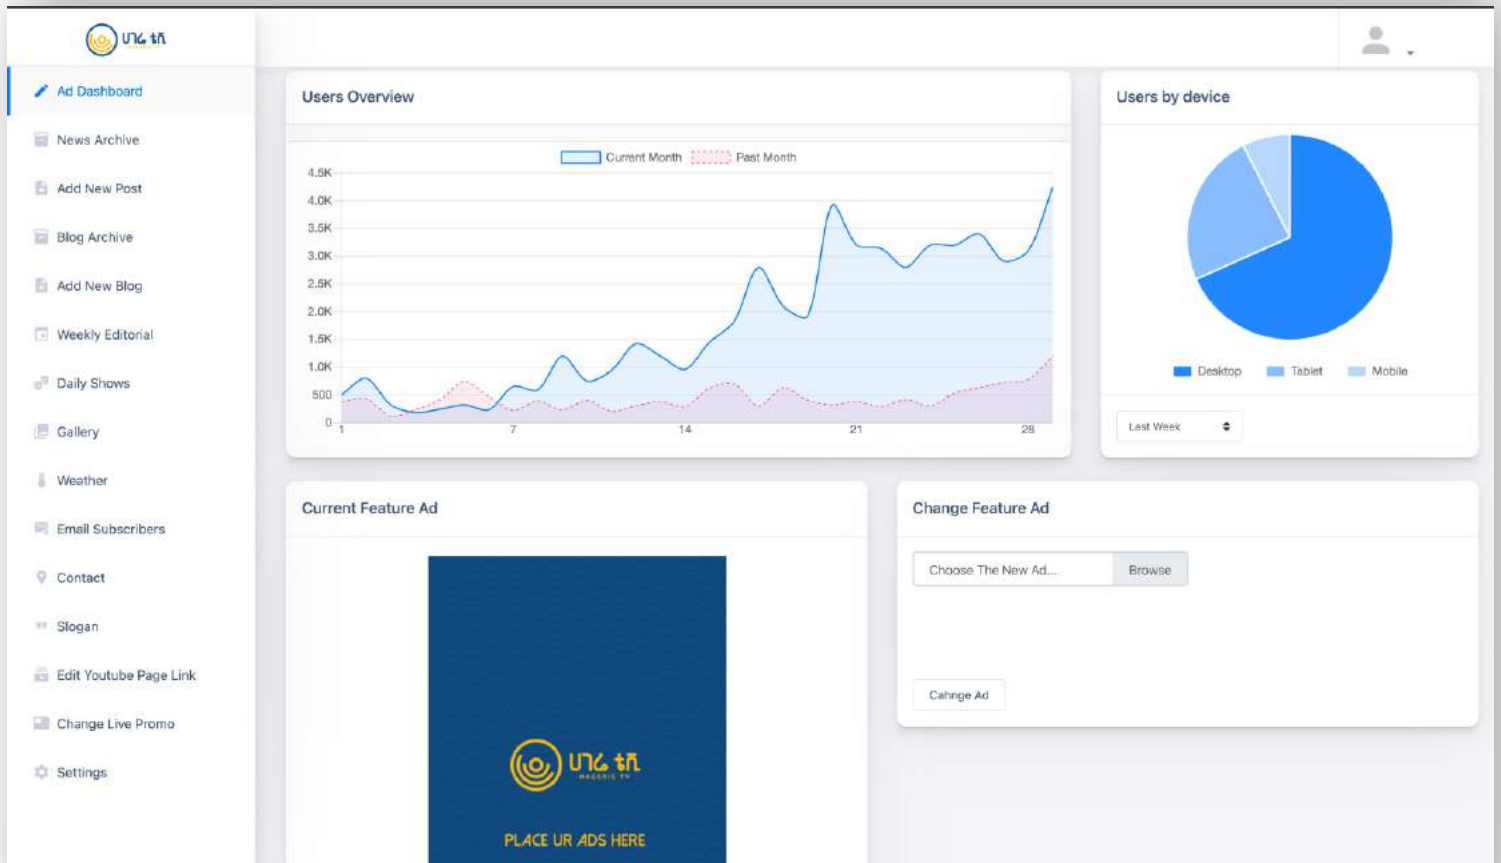 ሀገሬ ቲቪ
Ad Dashboard
News Archive
Add New Post
Blog Archive
Add New Blog
Weekly Editorial
Daily Shows
Gallery
Weather
Email Subscribers
Contact
Slogan
Edit Youtube Page Link
Change Live Promo
Settings
Users Overview
Current Month
Past Month
4.5K
4.0K
3.5K
3.0K
2.5K
2.0K
1.5K
1.0K
500
0
1 7 14 21 28
Users by device
Desktop Tablet Mobile
Last Week
Current Feature Ad
ሀገሬ ቲቪ
HAGERIE TV
PLACE UR ADS HERE
Change Feature Ad
Choose The New Ad... Browse
Cahnge Ad